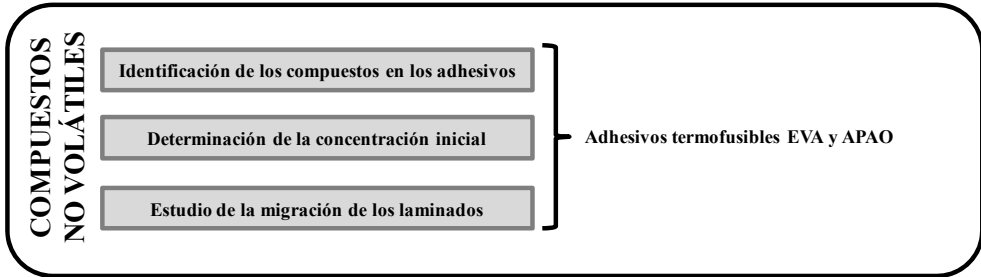 COMPUESTOS
NO VOLÁTILES
Identificación de los compuestos en los adhesivos
Determinación de la concentración inicial
Estudio de la migración de los laminados
Adhesivos termofusibles EVA y APAO